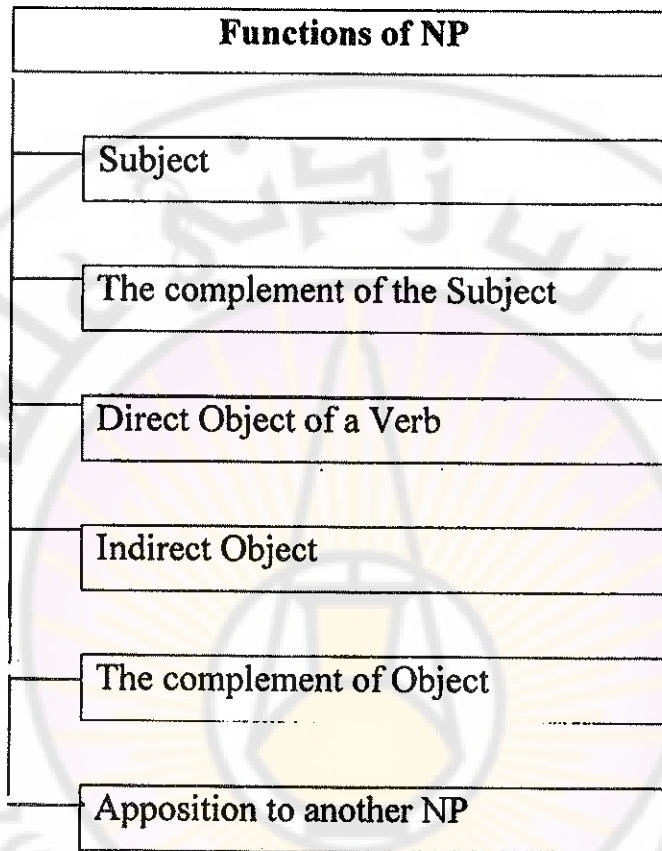 Functions of NP
Subject
The complement of the Subject
Direct Object of a Verb
Indirect Object
The complement of Object
Apposition to another NP